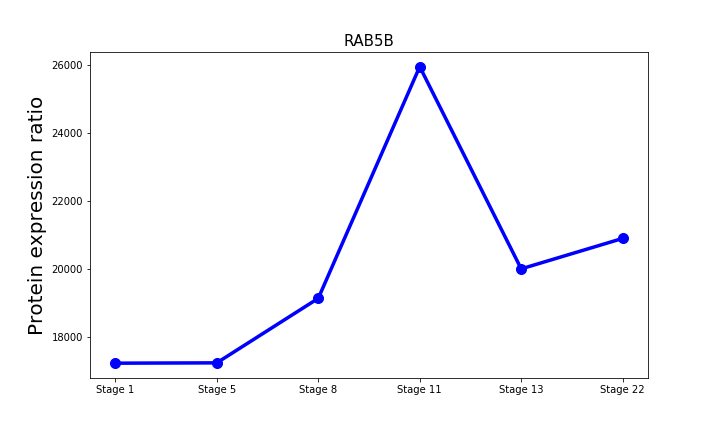 RAB5B
Protein expression ratio
26000
24000
22000
20000
18000
Stage 1
Stage 5
Stage 8
Stage 11
Stage 13
Stage 22